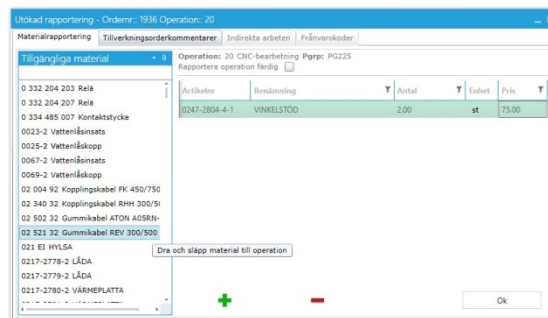 Utökad rapportering - Ordernr:: 1936 Operation:: 20
Materialrapportering Tillverkningsorderkommentarer Indirekta arbeten Frånvarokoder
Tillgängliga material
Operation: 20 CNC-bearbetning Pgrp: PG225
Rapportera operation färdig
Artikelnr Benämning Antal Enhet Pris
0247-2804-4-1 VINKELSTÖD 2.00 st 75.00
0 332 204 203 Relä
0 332 204 207 Relä
0 334 485 007 Kontaktstycke
0023-2 Vattenlåsinsats
0025-2 Vattenlåskopp
0067-2 Vattenlåsinsats
0069-2 Vattenlåskopp
02 004 92 Kopplingskabel FK 450/750
02 340 32 Kopplingskabel RHH 300/50
02 502 32 Gummikabel ATON A05RN-
02 521 32 Gummikabel REV 300/500
021 EI HYLSA
Dra och släpp material till operation
0217-2778-2 LÅDA
0217-2779-2 LÅDA
0217-2780-2 VÄRMEPLATTA
Ok